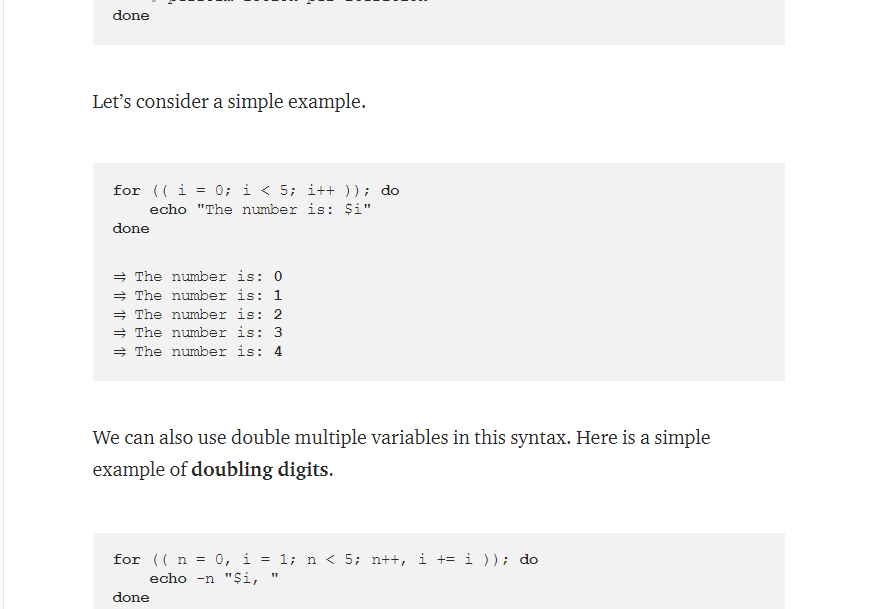 done
Let’s consider a simple example.
for (( i = 0; i < 5; i++ )); do
    echo "The number is: $i"
done
⇒ The number is: 0
⇒ The number is: 1
⇒ The number is: 2
⇒ The number is: 3
⇒ The number is: 4
We can also use double multiple variables in this syntax. Here is a simple
example of doubling digits.
for (( n = 0, i = 1; n < 5; n++, i += i )); do
    echo -n "$i, "
done